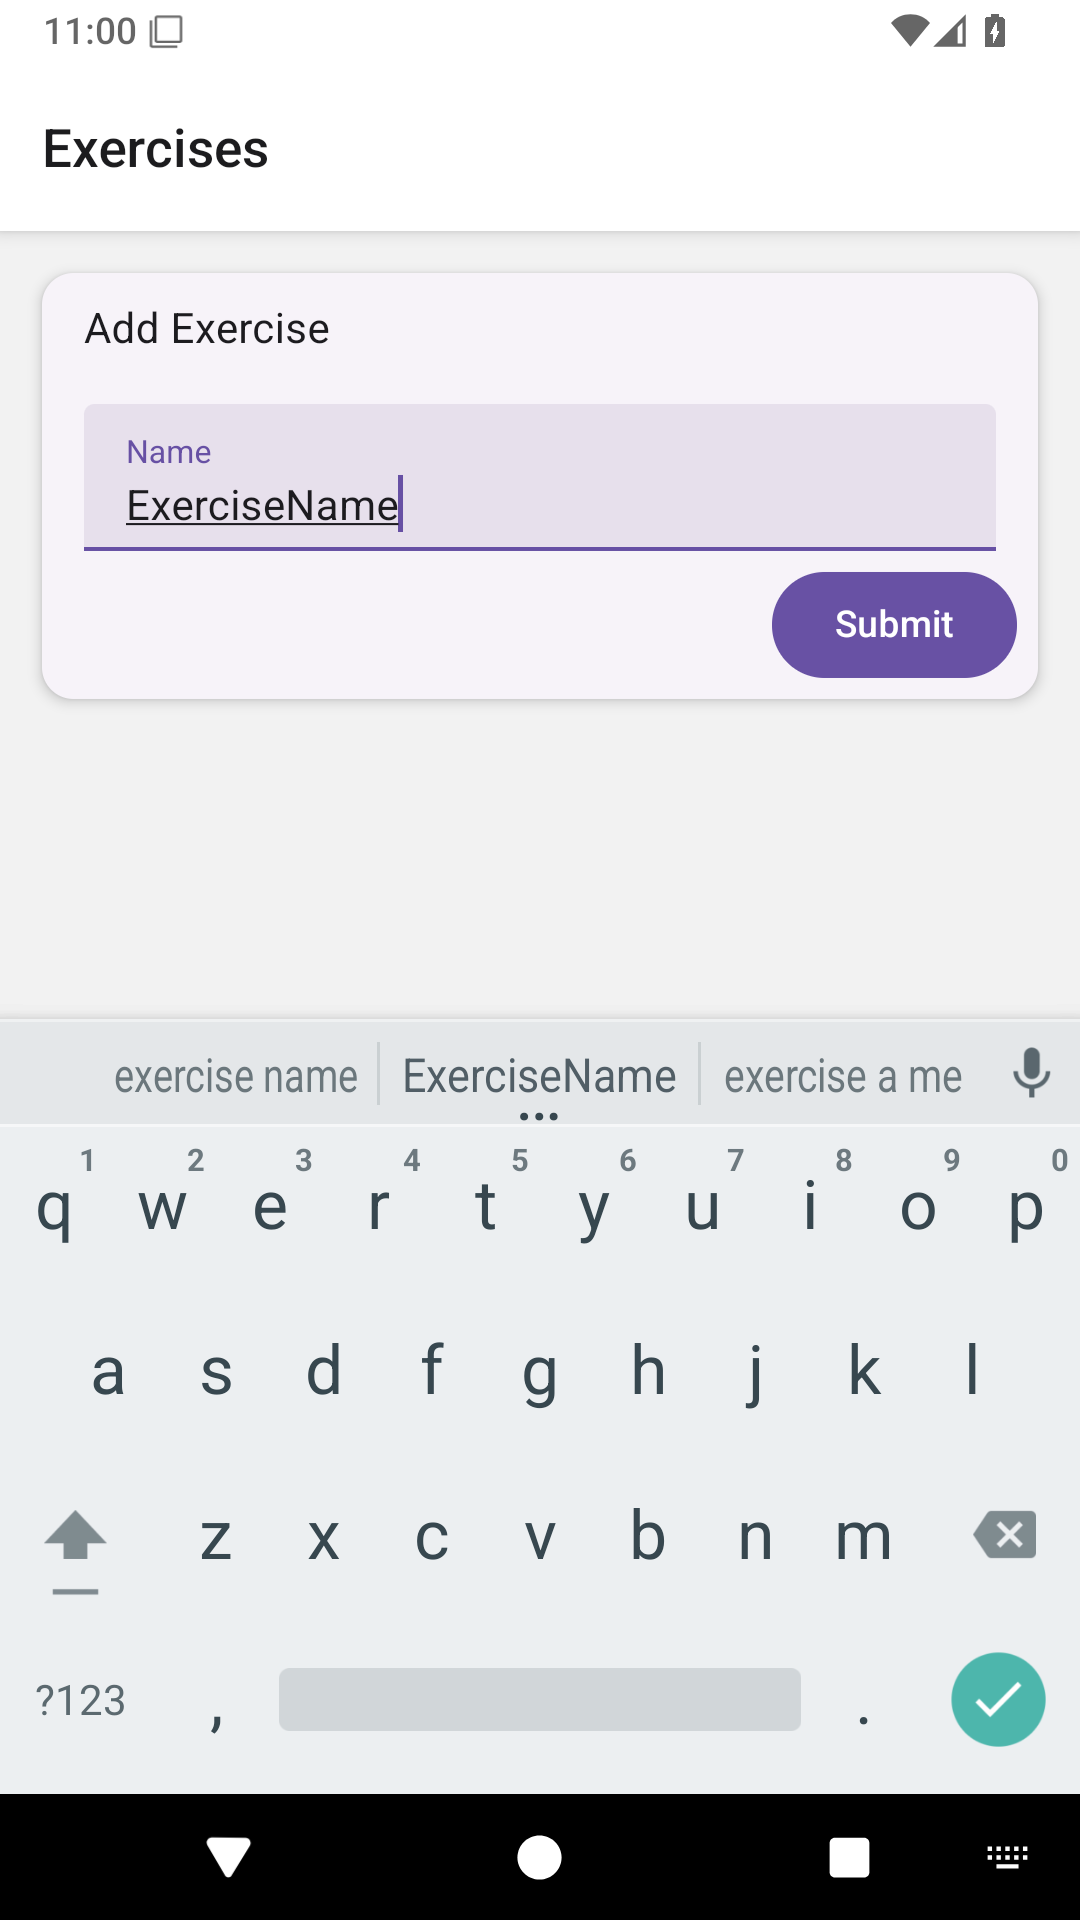 11:00
Exercises
Add Exercise
Name
ExerciseName
Submit
exercise name ExerciseName exercise a me
1 2 3 4 5 6 7 8 9 0
q w e r t y u i o p
a s d f g h j k l
z x c v b n m
?123 , .